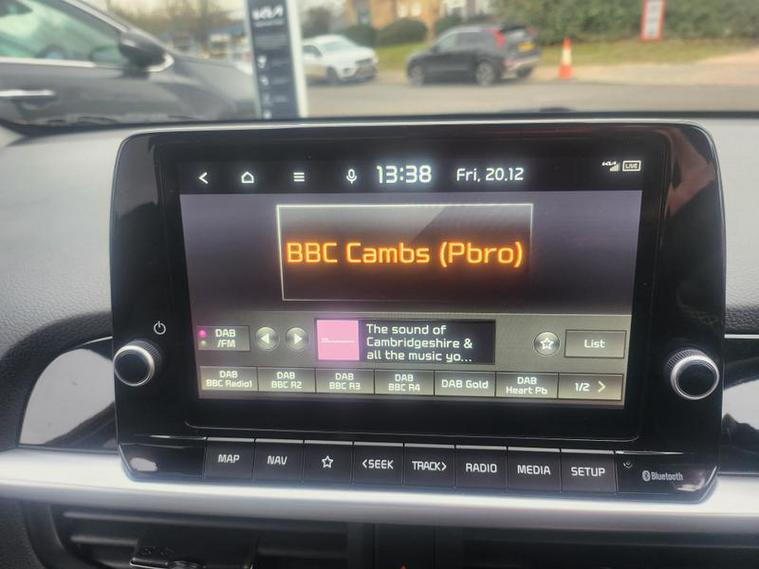 KIA
13:38
Fri, 20.12
KIA LIVE
BBC Cambs (Pbro)
DAB
/FM
The sound of
Cambridgeshire &
all the music yo...
List
DAB
BBC Radio1
DAB
BBC R2
DAB
BBC R3
DAB
BBC R4
DAB Gold
DAB
Heart Pb
1/2 >
MAP
NAV
<SEEK
TRACK>
RADIO
MEDIA
SETUP
Bluetooth